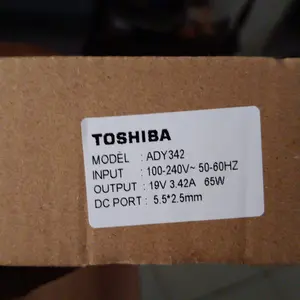 TOSHIBA
MODEL : ADY342
INPUT : 100-240V~ 50-60HZ
OUTPUT : 19V 3.42A 65W
DC PORT : 5.5*2.5mm